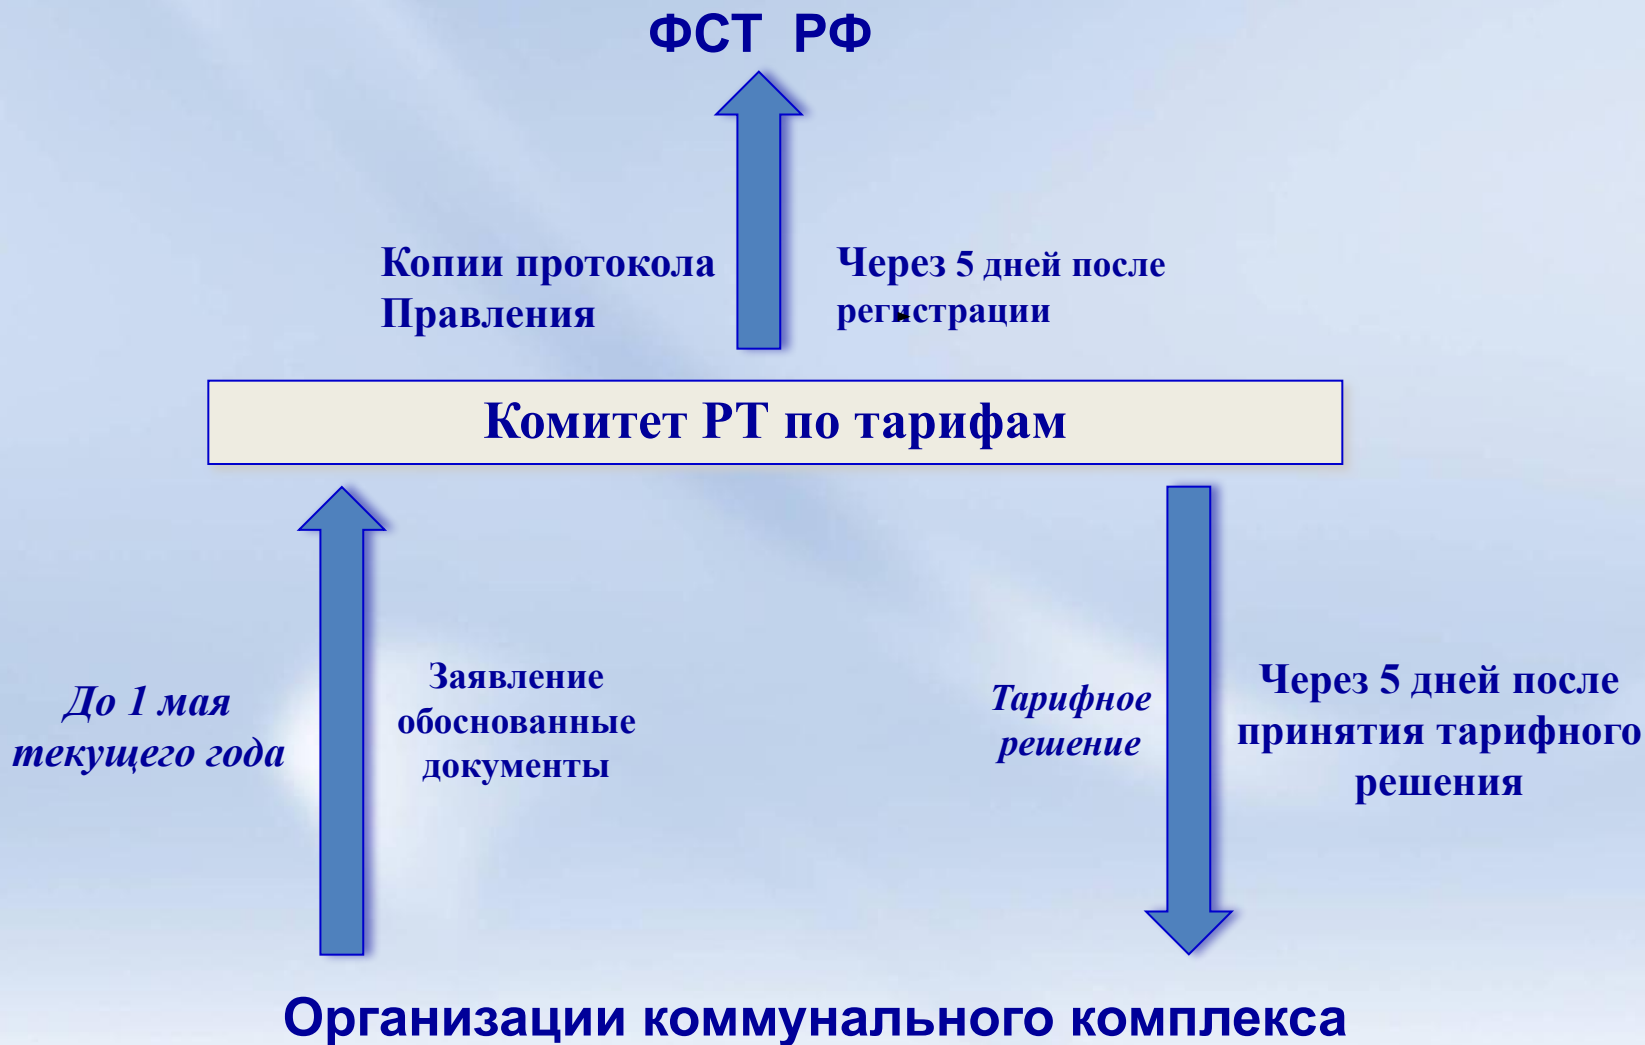 ФСТ РФ
Копии протокола
Правления
Через 5 дней после
регистрации
Комитет РТ по тарифам
До 1 мая
текущего года
Заявление
обоснованные
документы
Тарифное
решение
Через 5 дней после
принятия тарифного
решения
Организации коммунального комплекса